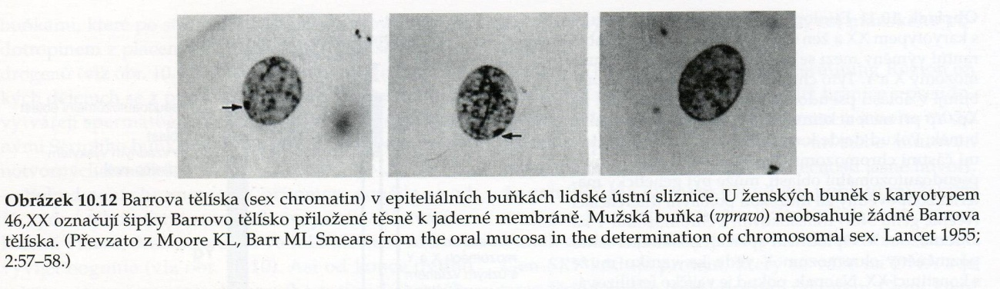 Obrázek 10.12 Barrova tělíska (sex chromatin) v epiteliálních buňkách lidské ústní sliznice. U ženských buněk s karyotypem
46,XX označují šipky Barrovo tělísko přiložené těsně k jaderné membráně. Mužská buňka (vpravo) neobsahuje žádné Barrova
tělíska. (Převzato z Moore KL, Barr ML Smears from the oral mucosa in the determination of chromosomal sex. Lancet 1955;
2:57–58.)